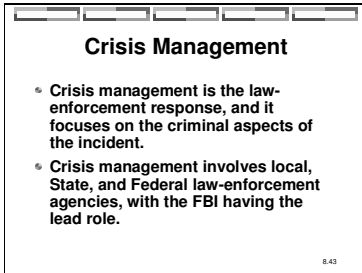 Crisis Management
Crisis management is the law-
enforcement response, and it
focuses on the criminal aspects of
the incident.
Crisis management involves local,
State, and Federal law-enforcement
agencies, with the FBI having the
lead role.
8.43